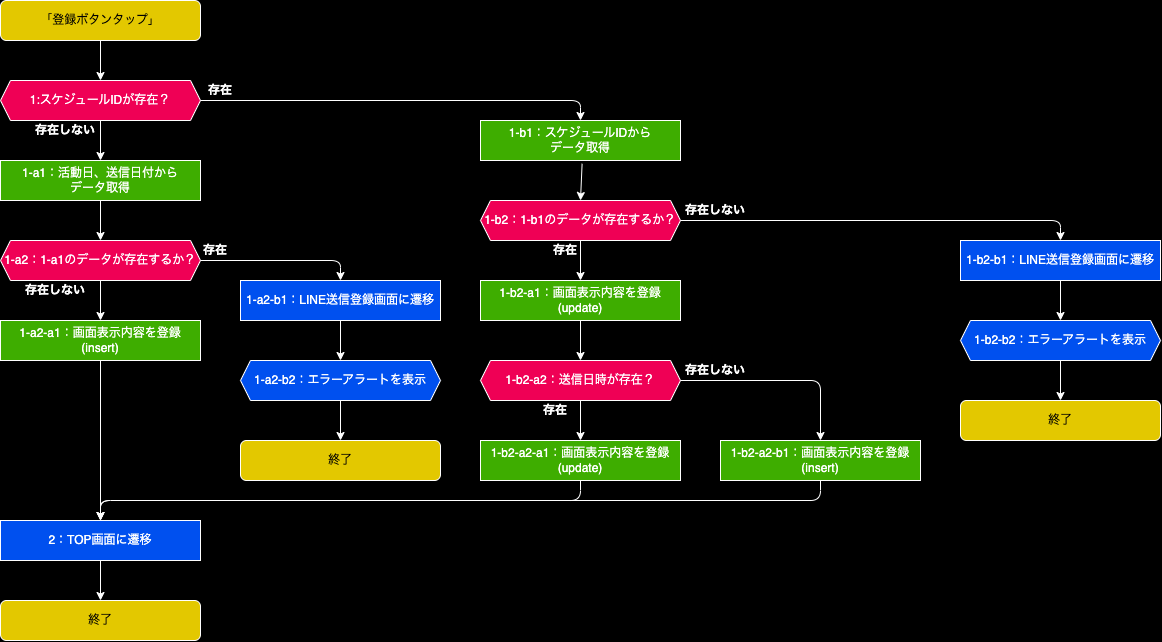 「登録ボタンタップ」
1:スケジュールIDが存在？
存在
存在しない
1-a1：活動日、送信日付から
データ取得
1-b1：スケジュールIDから
データ取得
1-a2：1-a1のデータが存在するか？
存在
存在しない
1-a2-a1：画面表示内容を登録
(insert)
1-a2-b1：LINE送信登録画面に遷移
1-a2-b2：エラーアラートを表示
終了
1-b2：1-b1のデータが存在するか？
存在しない
存在
1-b2-a1：画面表示内容を登録
(update)
1-b2-a2：送信日時が存在？
存在しない
存在
1-b2-a2-a1：画面表示内容を登録
(update)
1-b2-a2-b1：画面表示内容を登録
(insert)
1-b2-b1：LINE送信登録画面に遷移
1-b2-b2：エラーアラートを表示
終了
2：TOP画面に遷移
終了